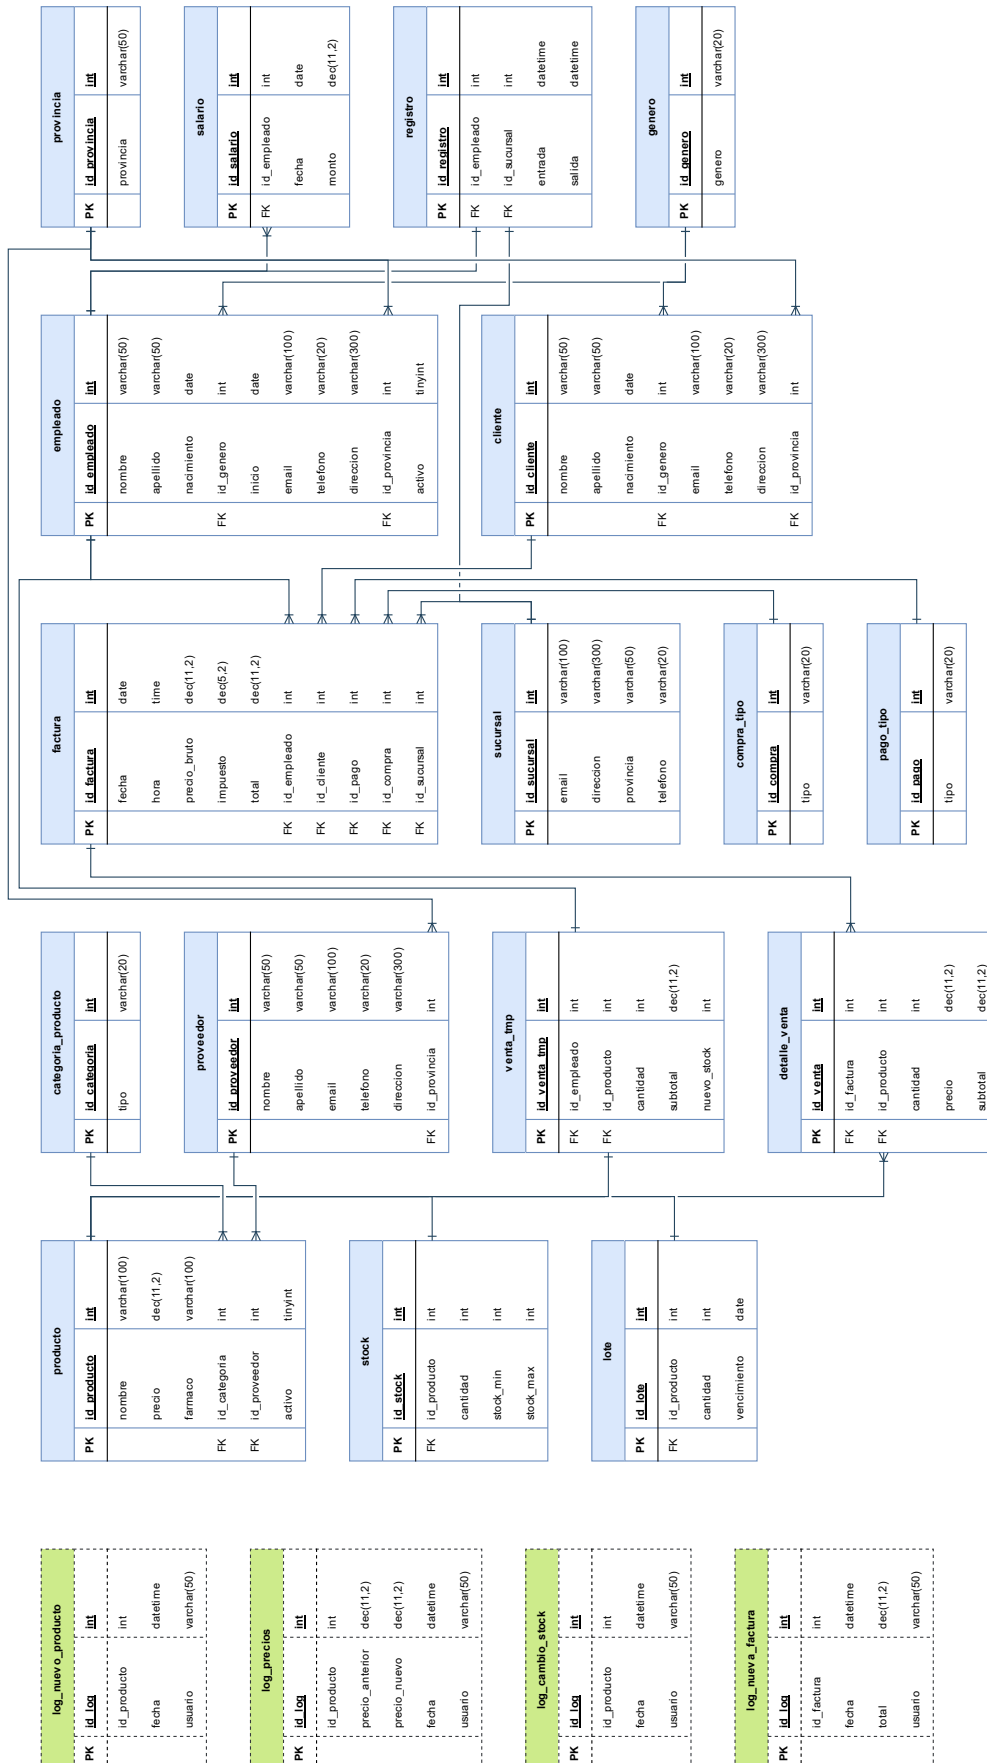 log_nuevo_producto
PK id_log int
id_producto int
fecha datetime
usuario varchar(50)
log_precios
PK id_log int
id_producto int
precio_anterior dec(11,2)
precio_nuevo dec(11,2)
fecha datetime
usuario varchar(50)
log_cambio_stock
PK id_log int
id_producto int
fecha datetime
usuario varchar(50)
log_nueva_factura
PK id_log int
id_factura int
fecha datetime
total dec(11,2)
usuario varchar(50)
producto
PK id_producto int
nombre varchar(100)
precio dec(11,2)
farmaco varchar(100)
FK id_categoria int
FK id_proveedor int
activo tinyint
stock
PK id_stock int
FK id_producto int
cantidad int
stock_min int
stock_max int
lote
PK id_lote int
FK id_producto int
cantidad int
vencimiento date
categoria_producto
PK id_categoria int
tipo varchar(20)
proveedor
PK id_proveedor int
nombre varchar(50)
apellido varchar(50)
email varchar(100)
telefono varchar(20)
direccion varchar(300)
FK id_provincia int
venta_tmp
PK id_venta_tmp int
FK id_empleado int
FK id_producto int
cantidad int
subtotal dec(11,2)
nuevo_stock int
detalle_venta
PK id_venta int
FK id_factura int
FK id_producto int
cantidad int
precio dec(11,2)
subtotal dec(11,2)
factura
PK id_factura int
fecha date
hora time
precio_bruto dec(11,2)
impuesto dec(5,2)
total dec(11,2)
FK id_empleado int
FK id_cliente int
FK id_pago int
FK id_compra int
FK id_sucursal int
sucursal
PK id_sucursal int
email varchar(100)
direccion varchar(300)
provincia varchar(50)
telefono varchar(20)
compra_tipo
PK id_compra int
tipo varchar(20)
pago_tipo
PK id_pago int
tipo varchar(20)
empleado
PK id_empleado int
nombre varchar(50)
apellido varchar(50)
nacimiento date
FK id_genero int
inicio date
email varchar(100)
telefono varchar(20)
direccion varchar(300)
FK id_provincia int
activo tinyint
cliente
PK id_cliente int
nombre varchar(50)
apellido varchar(50)
nacimiento date
FK id_genero int
email varchar(100)
telefono varchar(20)
direccion varchar(300)
FK id_provincia int
provincia
PK id_provincia int
provincia varchar(50)
salario
PK id_salario int
FK id_empleado int
fecha date
monto dec(11,2)
registro
PK id_registro int
FK id_empleado int
FK id_sucursal int
entrada datetime
salida datetime
genero
PK id_genero int
genero varchar(20)